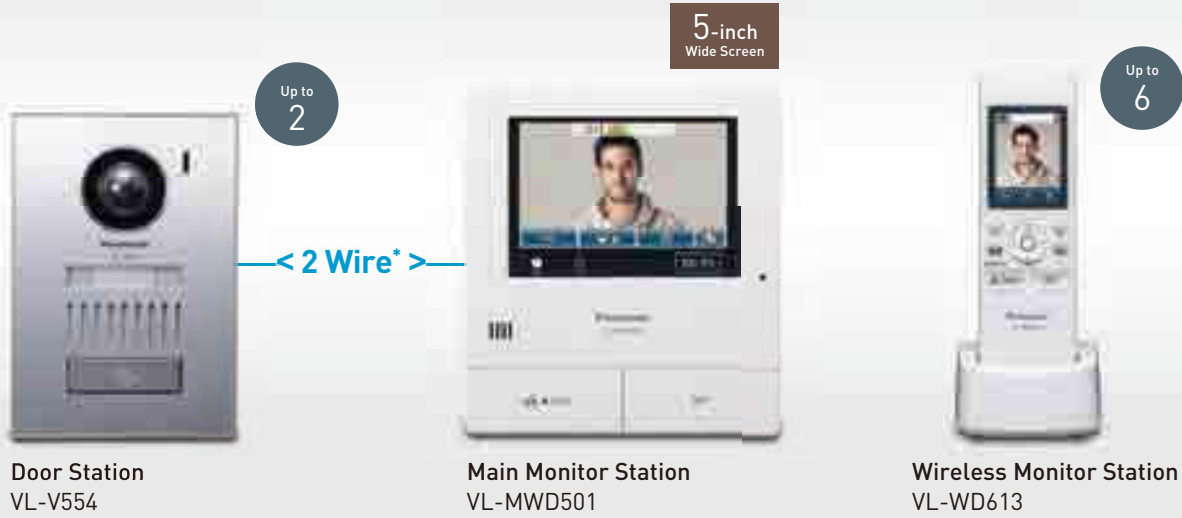 5-inch
Wide Screen
Up to
2
Up to
6
< 2 Wire* >
Panasonic
Door Station
VL-V554
Main Monitor Station
VL-MWD501
Wireless Monitor Station
VL-WD613